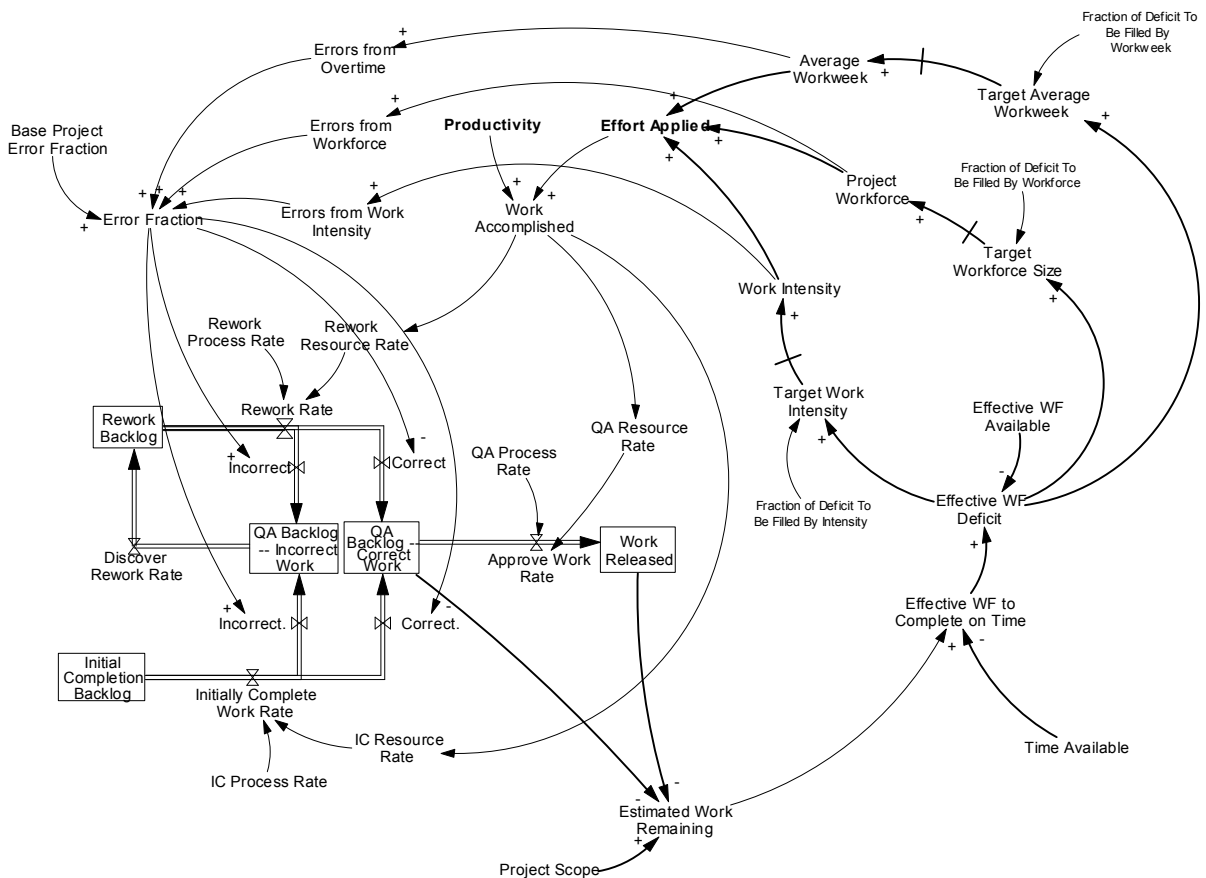 Fraction of Deficit To
Be Filled By
Workweek
+
Errors from
Overtime
+
Average
Workweek
+
Target Average
Workweek
+
Base Project
Error Fraction
+
Errors from
Workforce
Productivity
+
Effort Applied
+
+
Fraction of Deficit To
Be Filled By Workforce
+
+
+
+
Error Fraction
+
Errors from Work
Intensity
+
+
Work
Accomplished
Project
Workforce
+
Target
Workforce Size
+
Work Intensity
+
Rework
Process Rate
Rework
Resource Rate
Rework
Backlog
Rework Rate
Target Work
Intensity
+
Effective WF
Available
-
QA Resource
Rate
-
Correct
+
Incorrect
QA Process
Rate
Fraction of Deficit To
Be Filled By Intensity
Effective WF
Deficit
+
Discover
Rework Rate
QA Backlog
-- Incorrect
Work
QA
Backlog --
Correct
Work
Approve Work
Rate
Work
Released
Effective WF to
Complete on Time
+
-
+
Incorrect.
-
Correct.
Initial
Completion
Backlog
Initially Complete
Work Rate
IC Resource
Rate
IC Process Rate
Time Available
-
-
Estimated Work
Remaining
+
Project Scope